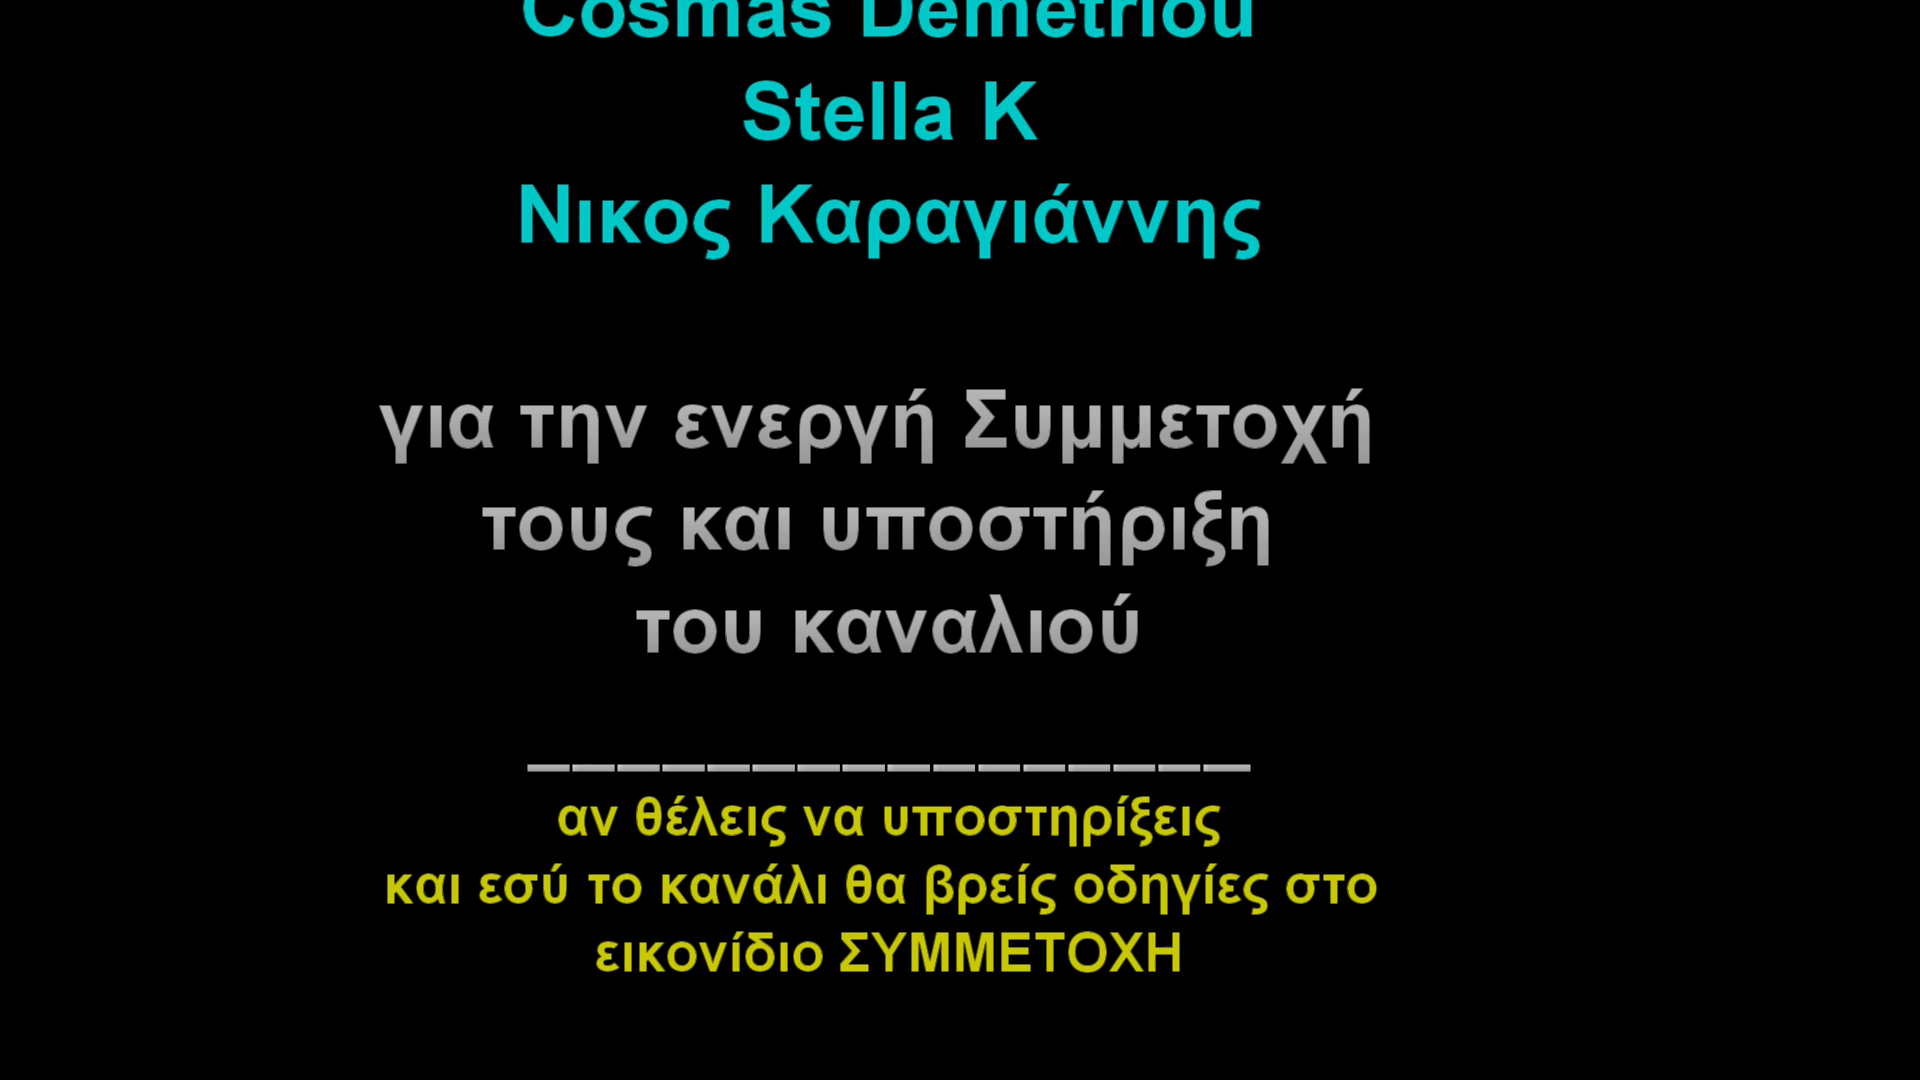 Cosmas Demetriou
Stella K
Νικος Καραγιάννης
για την ενεργή Συμμετοχή
τους και υποστήριξη
του καναλιού
________________
αν θέλεις να υποστηρίξεις
και εσύ το κανάλι θα βρείς οδηγίες στο
εικονίδιο ΣΥΜΜΕΤΟΧΗ